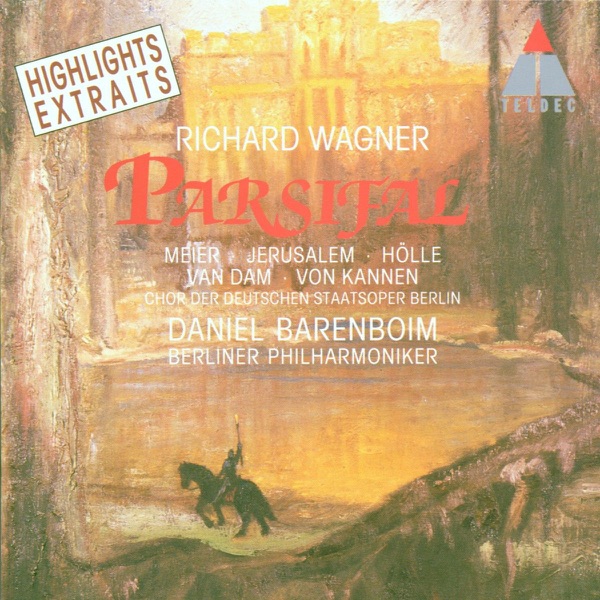 HIGHLIGHTS
EXTRAITS
TELDEC
RICHARD WAGNER
PARSIFAL
MEIER · JERUSALEM · HÖLLE
VAN DAM · VON KANNEN
CHOR DER DEUTSCHEN STAATSOPER BERLIN
DANIEL BARENBOIM
BERLINER PHILHARMONIKER